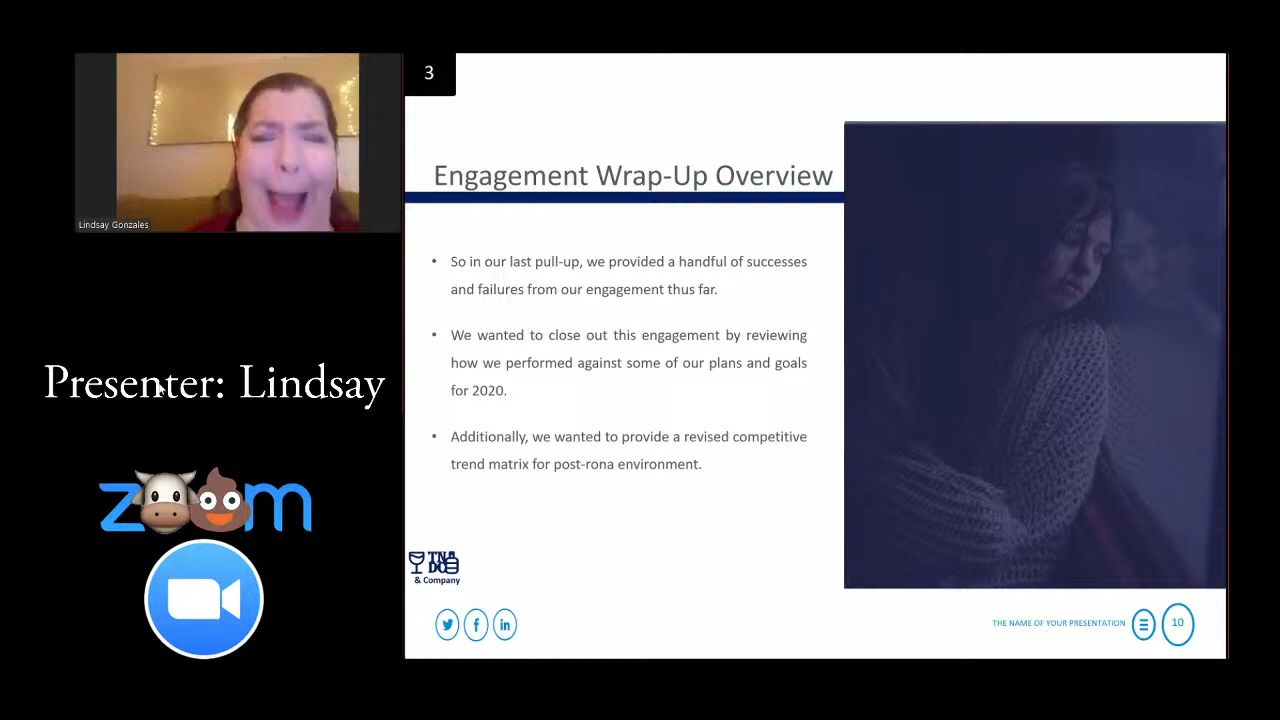 3
Lindsay Gonzales
Engagement Wrap-Up Overview
• So in our last pull-up, we provided a handful of successes
and failures from our engagement thus far.
• We wanted to close out this engagement by reviewing
how we performed against some of our plans and goals
for 2020.
• Additionally, we wanted to provide a revised competitive
trend matrix for post-rona environment.
Presenter: Lindsay
z🐮💩m
& Company
THE NAME OF YOUR PRESENTATION
10